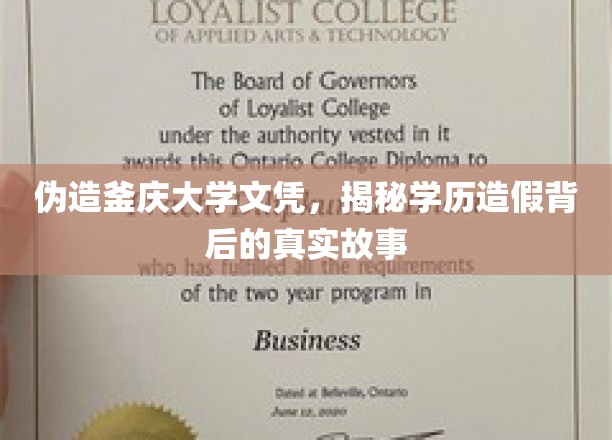 LOYALIST COLLEGE
OF APPLIED ARTS & TECHNOLOGY
The Board of Governors
of Loyalist College
under the authority vested in it
awards this Ontario College Diploma to
伪造釜庆大学文凭，揭秘学历造假背
后的真实故事
who has fulfilled all the requirements
of the two year program in
Business
Dated at Belleville, Ontario
June 12, 2020